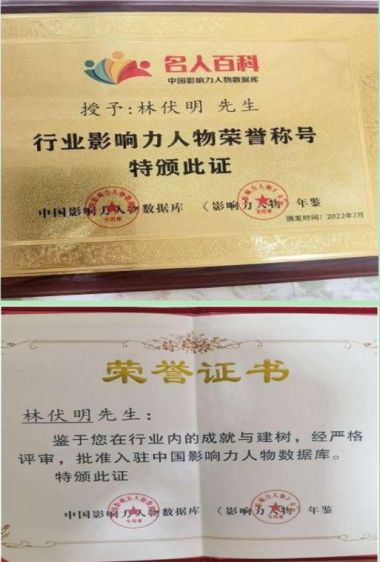 名人百科
中国影响力人物数据库
授予:林伏明 先生
行业影响力人物荣誉称号
特颁此证
中国影响力人物数据库 《影响力人物》年鉴
颁发时间:2022年2月
荣誉证书
林伏明先生:
鉴于您在行业内的成就与建树，经严格
评审，批准入驻中国影响力人物数据库。
特颁此证
中国影响力人物数据库 《影响力人物》年鉴